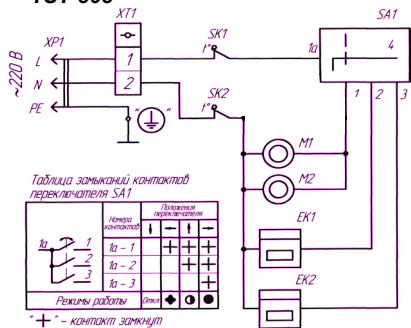 XT1
SA1
XP1
SK1
1a
4
~220 В
L
1
t°
N
2
SK2
1
2
3
PE
"⏚"
t°
M1
M2
Таблица замыканий контактов
переключателя SA1
EK1
Номера
контактов
Положения
переключателя
1a
1
2
3
1a – 1
+ + +
1a – 2
+ +
1a – 3
+
EK2
Режимы работы
Откл
"+" – контакт замкнут